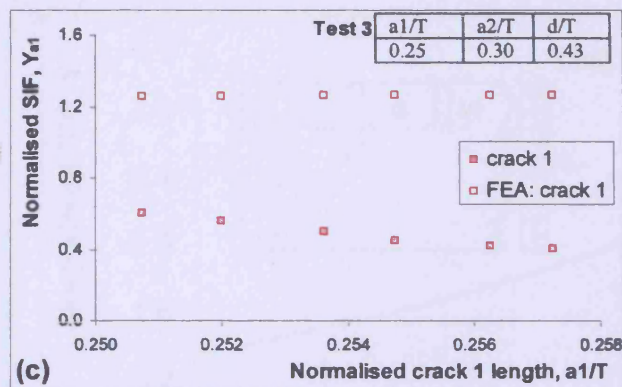 Test 3
a1/T a2/T d/T
0.25 0.30 0.43
Normalised SIF, Ya1
1.6
1.2
0.8
0.4
0.0
crack 1
FEA: crack 1
0.250 0.252 0.254 0.256 0.258
(c) Normalised crack 1 length, a1/T